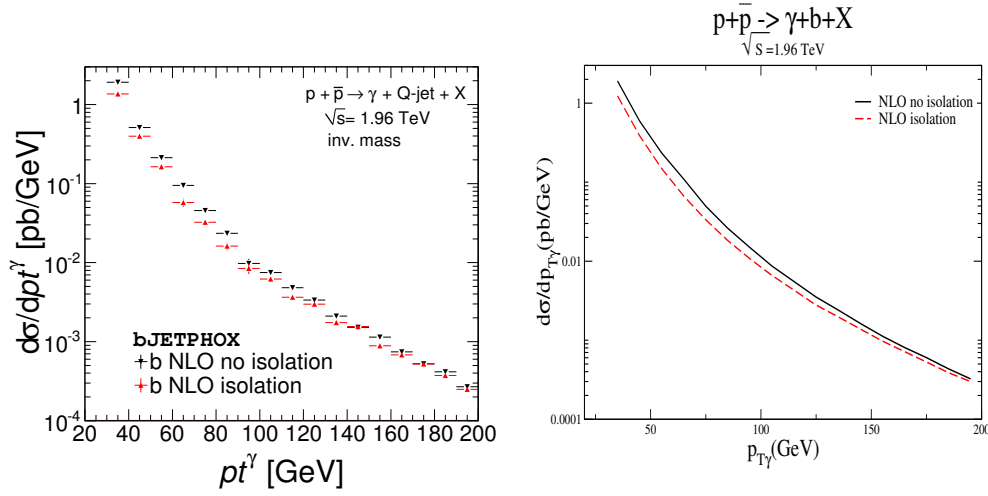 p + p̅ → γ + Q-jet + X
√s= 1.96 TeV
inv. mass
1
10⁻¹
10⁻²
10⁻³
10⁻⁴
dσ/dpt^γ [pb/GeV]
bJETPHOX
b NLO no isolation
b NLO isolation
20 40 60 80 100 120 140 160 180 200
pt^γ [GeV]
p+p̅ -> γ+b+X
√S=1.96 TeV
NLO no isolation
NLO isolation
1
0.01
0.0001
dσ/dp_Tγ(pb/GeV)
50 100 150 200
p_Tγ(GeV)